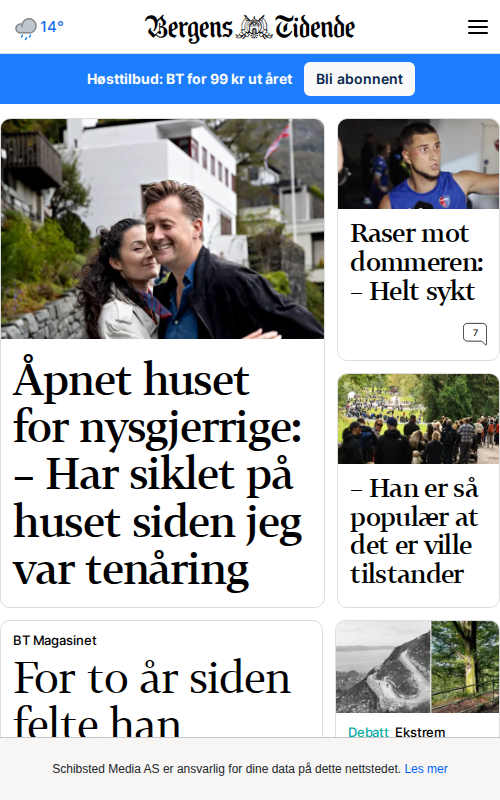 14°
Bergens Tidende
Høsttilbud: BT for 99 kr ut året
Bli abonnent
Åpnet huset
for nysgjerrige:
– Har siklet på
huset siden jeg
var tenåring
Raser mot
dommeren:
– Helt sykt
7
– Han er så
populær at
det er ville
tilstander
BT Magasinet
For to år siden
felte han
Debatt Ekstrem
Schibsted Media AS er ansvarlig for dine data på dette nettstedet. Les mer